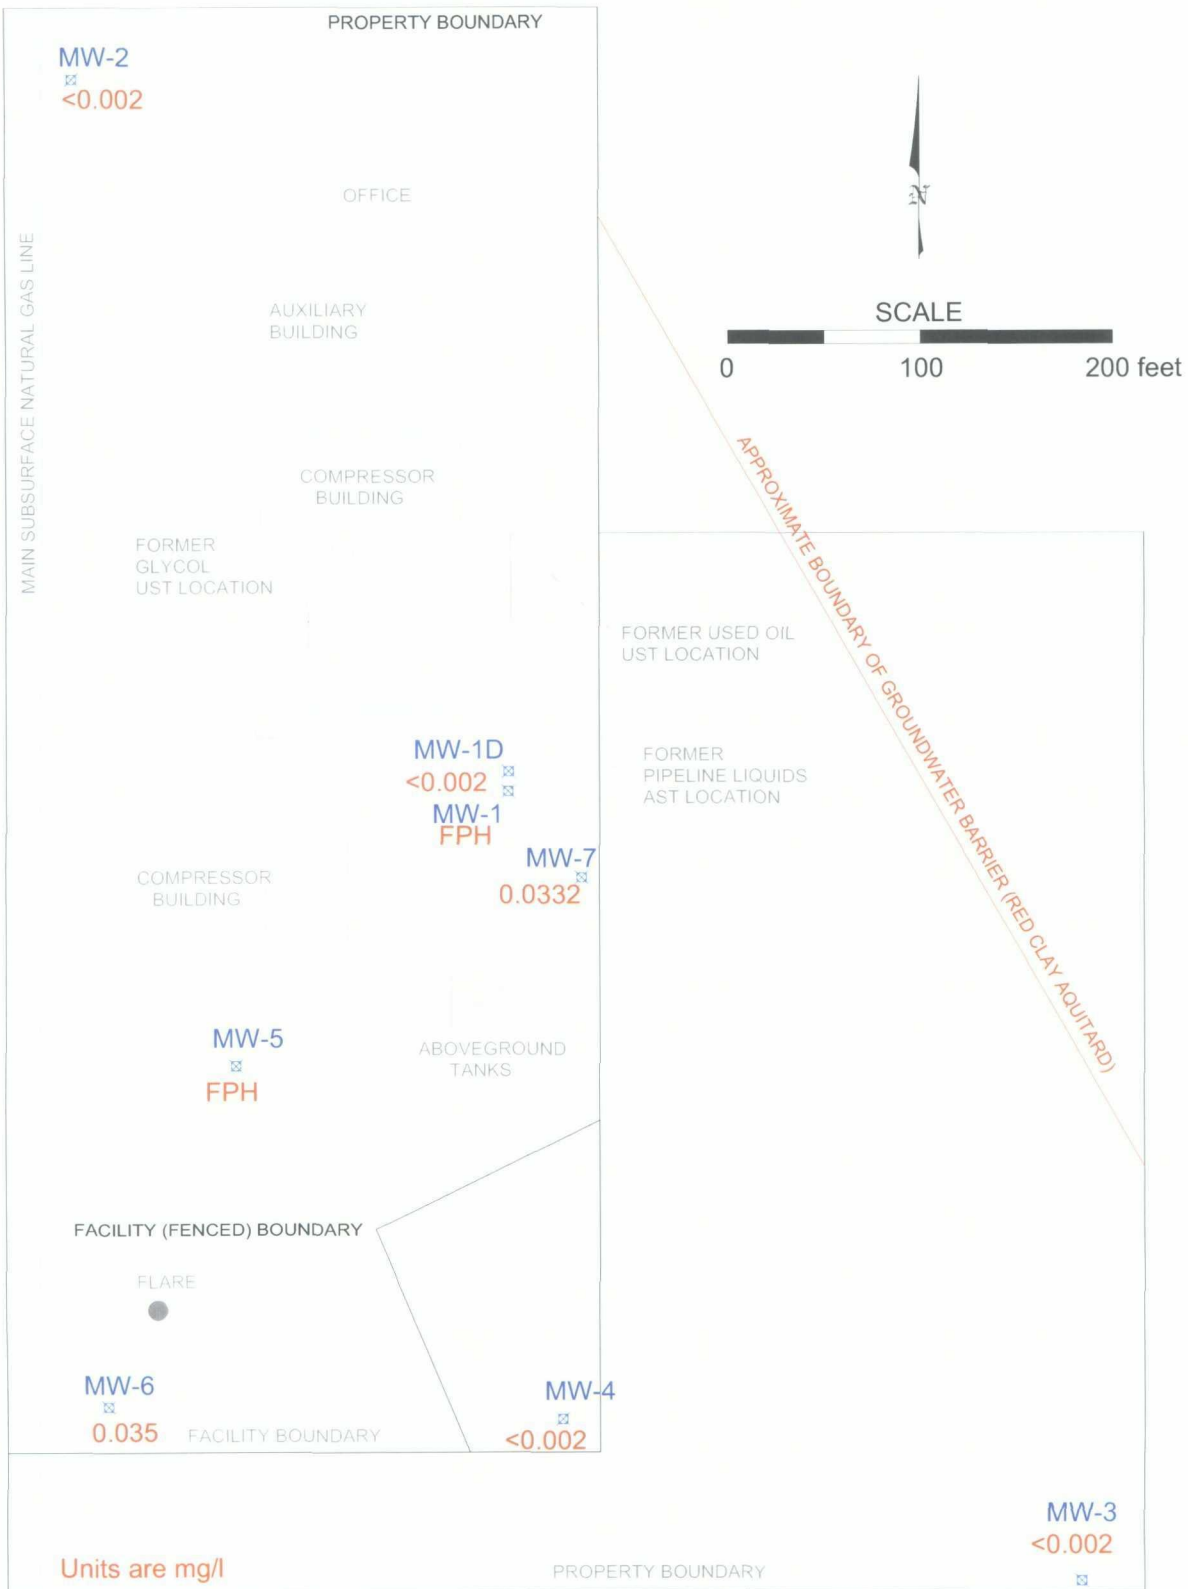 PROPERTY BOUNDARY
MW-2
<0.002
OFFICE
N
MAIN SUBSURFACE NATURAL GAS LINE
AUXILIARY
BUILDING
SCALE
0 100 200 feet
COMPRESSOR
BUILDING
APPROXIMATE BOUNDARY OF GROUNDWATER BARRIER (RED CLAY AQUITARD)
FORMER
GLYCOL
UST LOCATION
FORMER USED OIL
UST LOCATION
MW-1D
<0.002
MW-1
FPH
FORMER
PIPELINE LIQUIDS
AST LOCATION
MW-7
0.0332
COMPRESSOR
BUILDING
MW-5
FPH
ABOVEGROUND
TANKS
FACILITY (FENCED) BOUNDARY
FLARE
MW-6
0.035
FACILITY BOUNDARY
MW-4
<0.002
MW-3
<0.002
Units are mg/l
PROPERTY BOUNDARY